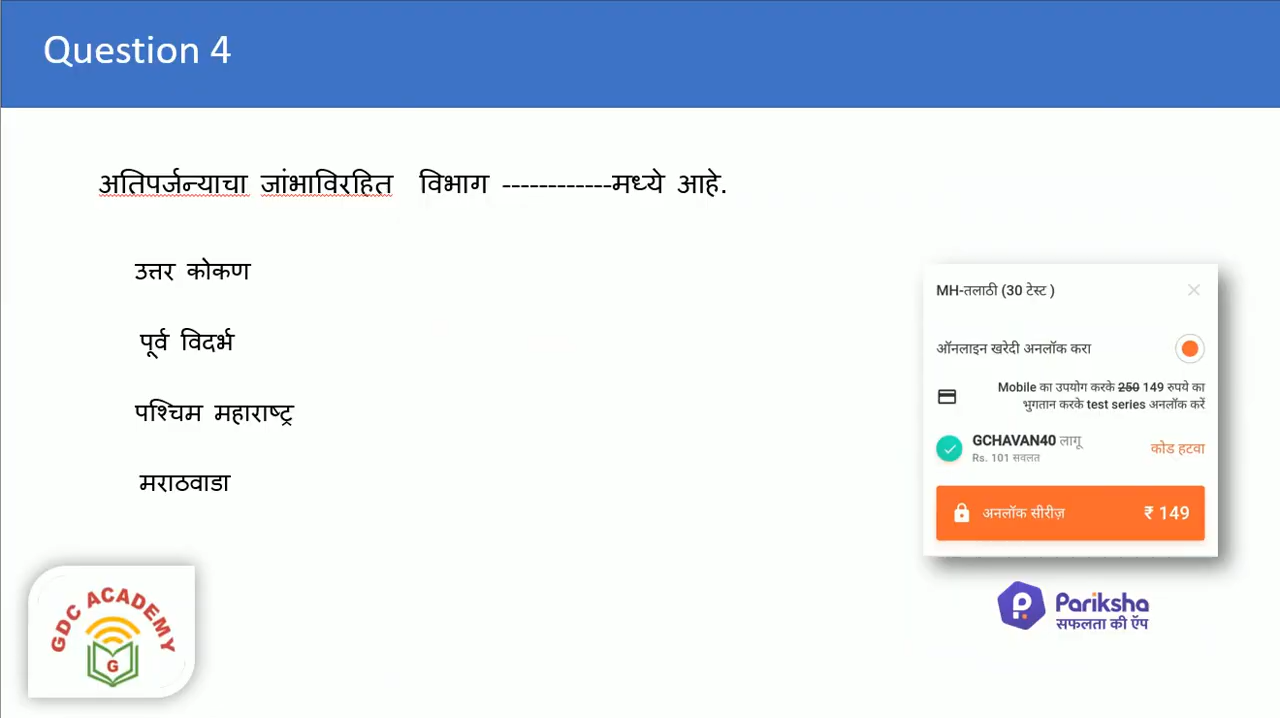 Question 4
अतिपर्जन्याचा जांभाविरहित विभाग ------------मध्ये आहे.
उत्तर कोकण
पूर्व विदर्भ
पश्चिम महाराष्ट्र
मराठवाडा
MH-तलाठी (30 टेस्ट )
ऑनलाइन खरेदी अनलॉक करा
Mobile का उपयोग करके 250 149 रुपये का
भुगतान करके test series अनलॉक करें
GCHAVAN40 लागू
Rs. 101 सवलत
कोड हटवा
अनलॉक सीरीज़ ₹ 149
Pariksha
सफलता की ऍप
GDC ACADEMY
G